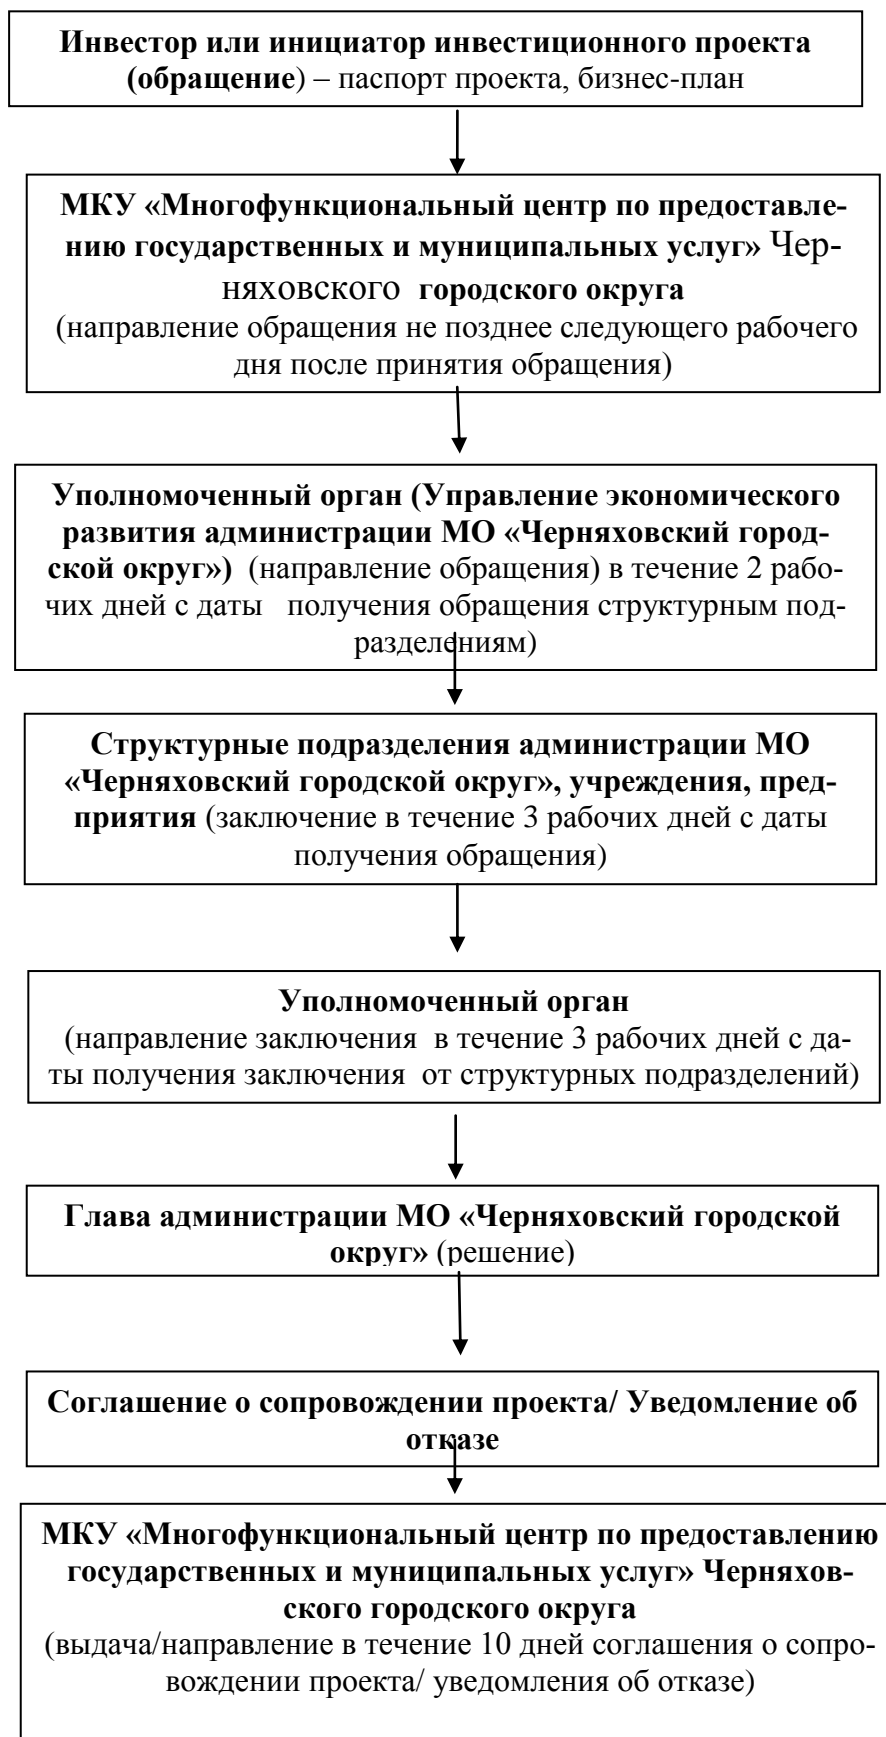 Инвестор или инициатор инвестиционного проекта
(обращение) – паспорт проекта, бизнес-план
МКУ «Многофункциональный центр по предоставле-
нию государственных и муниципальных услуг» Чер-
няховского городского округа
(направление обращения не позднее следующего рабочего
дня после принятия обращения)
Уполномоченный орган (Управление экономического
развития администрации МО «Черняховский город-
ской округ») (направление обращения) в течение 2 рабо-
чих дней с даты получения обращения структурным под-
разделениям)
Структурные подразделения администрации МО
«Черняховский городской округ», учреждения, пред-
приятия (заключение в течение 3 рабочих дней с даты
получения обращения)
Уполномоченный орган
(направление заключения в течение 3 рабочих дней с да-
ты получения заключения от структурных подразделений)
Глава администрации МО «Черняховский городской
округ» (решение)
Соглашение о сопровождении проекта/ Уведомление об
отказе
МКУ «Многофункциональный центр по предоставлению
государственных и муниципальных услуг» Черняхов-
ского городского округа
(выдача/направление в течение 10 дней соглашения о сопро-
вождении проекта/ уведомления об отказе)